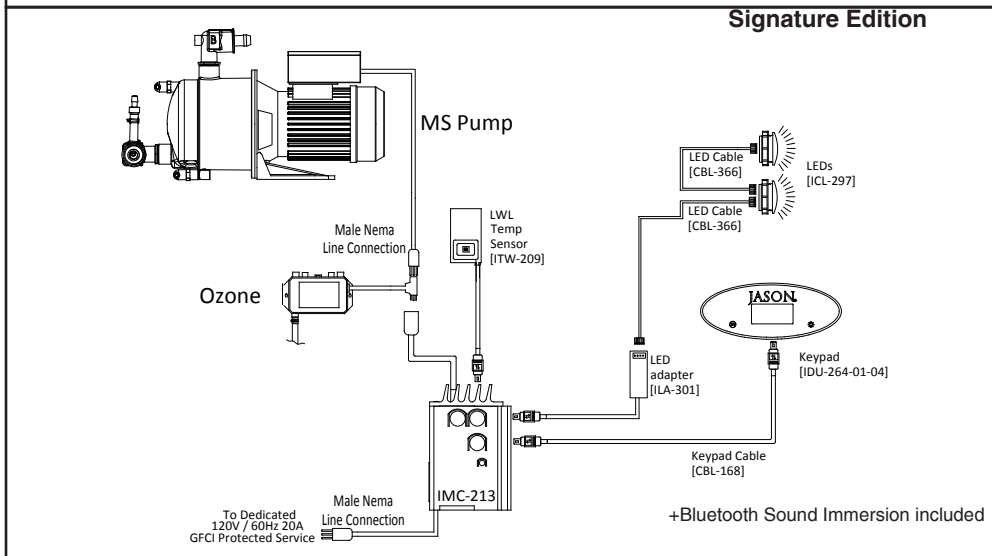 Signature Edition
MS Pump
Male Nema
Line Connection
Ozone
LWL
Temp
Sensor
[ITW-209]
LED Cable
[CBL-366]
LEDs
[ICL-297]
LED Cable
[CBL-366]
JASON.
LED
adapter
[ILA-301]
Keypad
[IDU-264-01-04]
Keypad Cable
[CBL-168]
IMC-213
To Dedicated
120V / 60Hz 20A
GFCI Protected Service
Male Nema
Line Connection
+Bluetooth Sound Immersion included